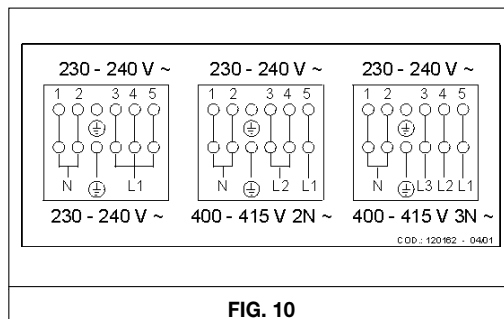 230 - 240 V ~ 230 - 240 V ~ 230 - 240 V ~
1 2 3 4 5 1 2 3 4 5 1 2 3 4 5
N L1 N L2 L1 N L3 L2 L1
230 - 240 V ~ 400 - 415 V 2N ~ 400 - 415 V 3N ~
COD.: 120162 - 04.01
FIG. 10